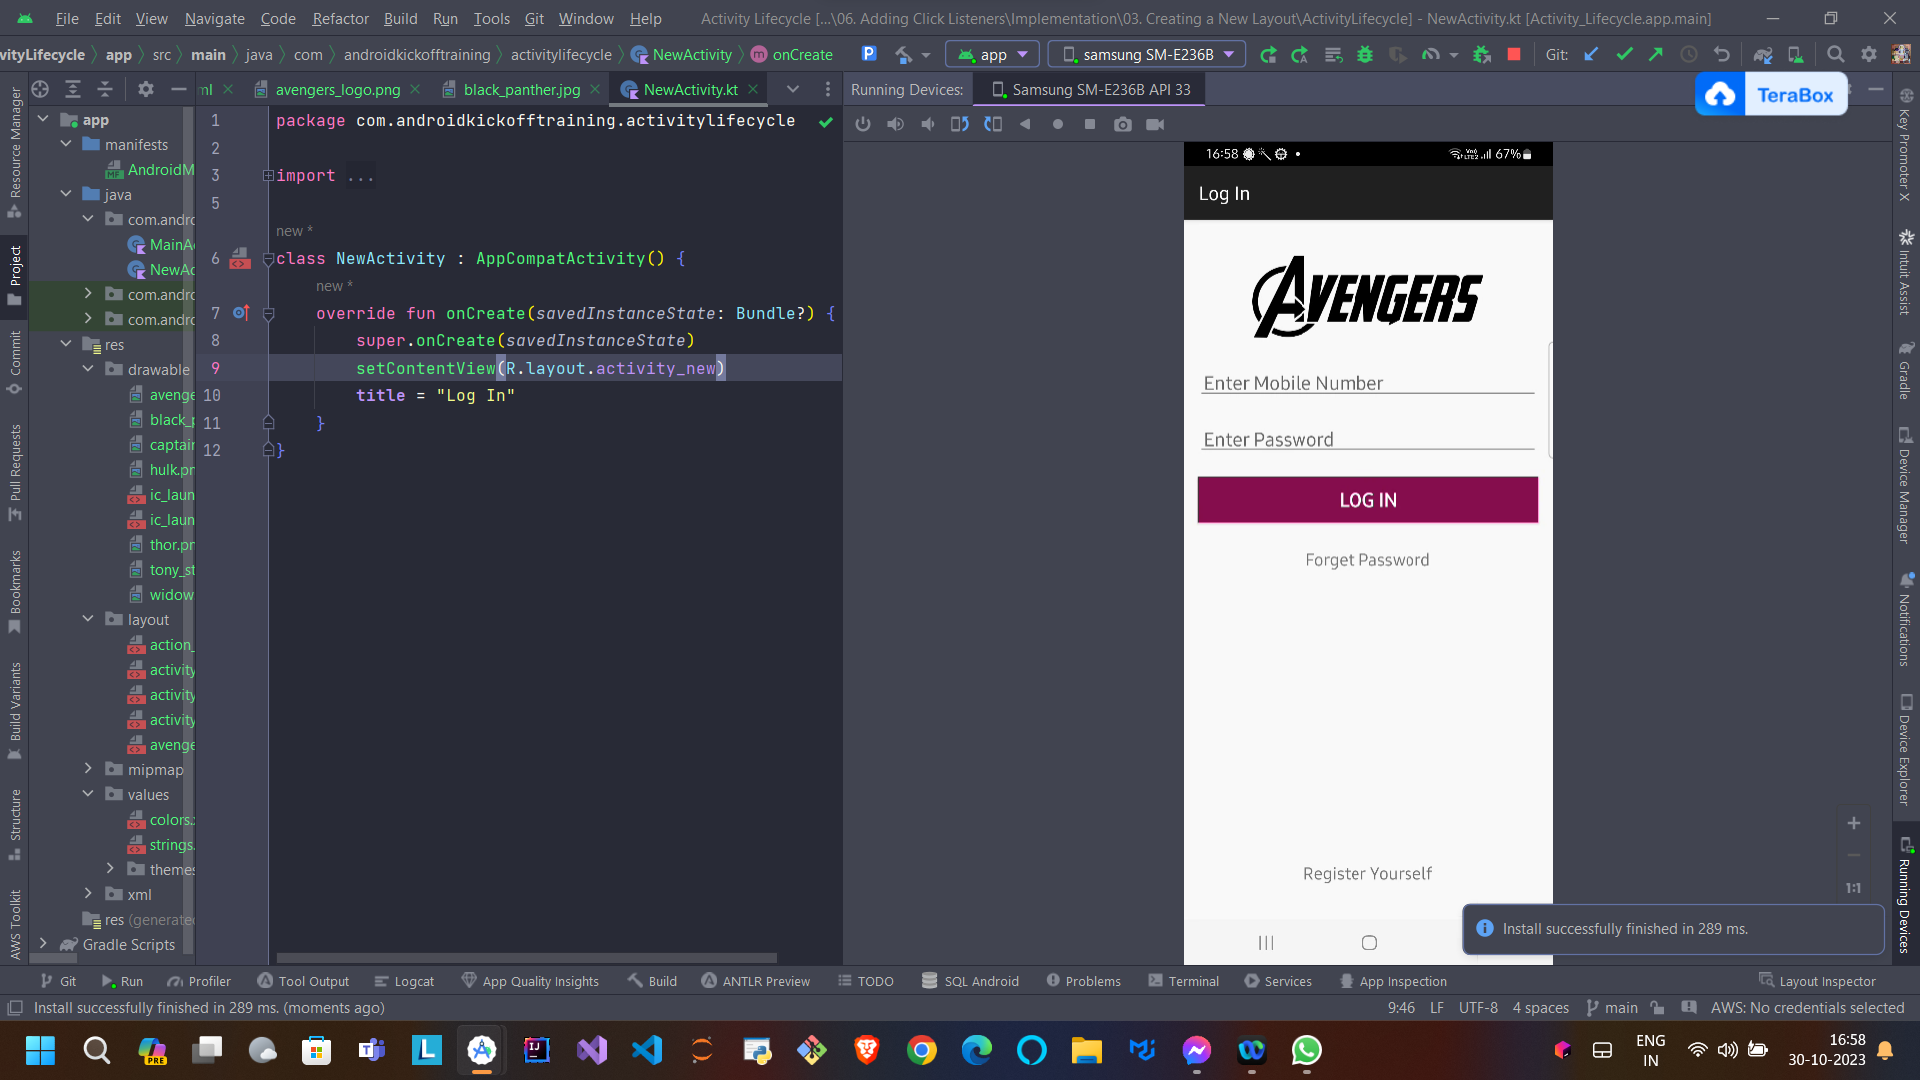 File Edit View Navigate Code Refactor Build Run Tools Git Window Help Activity Lifecycle [...\06. Adding Click Listeners\Implementation\03. Creating a New Layout\ActivityLifecycle] - NewActivity.kt [Activity_Lifecycle.app.main]
vityLifecycle app src main java com androidkickofftraining activitylifecycle NewActivity onCreate app samsung SM-E236B Git:
ml avengers_logo.png black_panther.jpg NewActivity.kt Running Devices: Samsung SM-E236B API 33
TeraBox
Resource Manager
Project
Commit
Pull Requests
Bookmarks
Build Variants
Structure
AWS Toolkit
app
manifests
AndroidM
java
com.andro
MainA
NewAc
com.andro
com.andro
res
drawable
avenge
black_p
captain
hulk.pn
ic_laun
ic_laun
thor.pn
tony_st
widow
layout
action_
activity
activity
activity
avenge
mipmap
values
colors.
strings.
themes
xml
res (generate
Gradle Scripts
1 package com.androidkickofftraining.activitylifecycle
2
3 import ...
5
new *
6 class NewActivity : AppCompatActivity() {
new *
7 override fun onCreate(savedInstanceState: Bundle?) {
8 super.onCreate(savedInstanceState)
9 setContentView(R.layout.activity_new)
10 title = "Log In"
11 }
12 }
16:58 67%
Log In
AVENGERS
Enter Mobile Number
Enter Password
LOG IN
Forget Password
Register Yourself
1:1
Install successfully finished in 289 ms.
Key Promoter X
Intuit Assist
Gradle
Device Manager
Notifications
Device Explorer
Running Devices
Git Run Profiler Tool Output Logcat App Quality Insights Build ANTLR Preview TODO SQL Android Problems Terminal Services App Inspection Layout Inspector
Install successfully finished in 289 ms. (moments ago) 9:46 LF UTF-8 4 spaces main AWS: No credentials selected
PRE
ENG
IN
16:58
30-10-2023